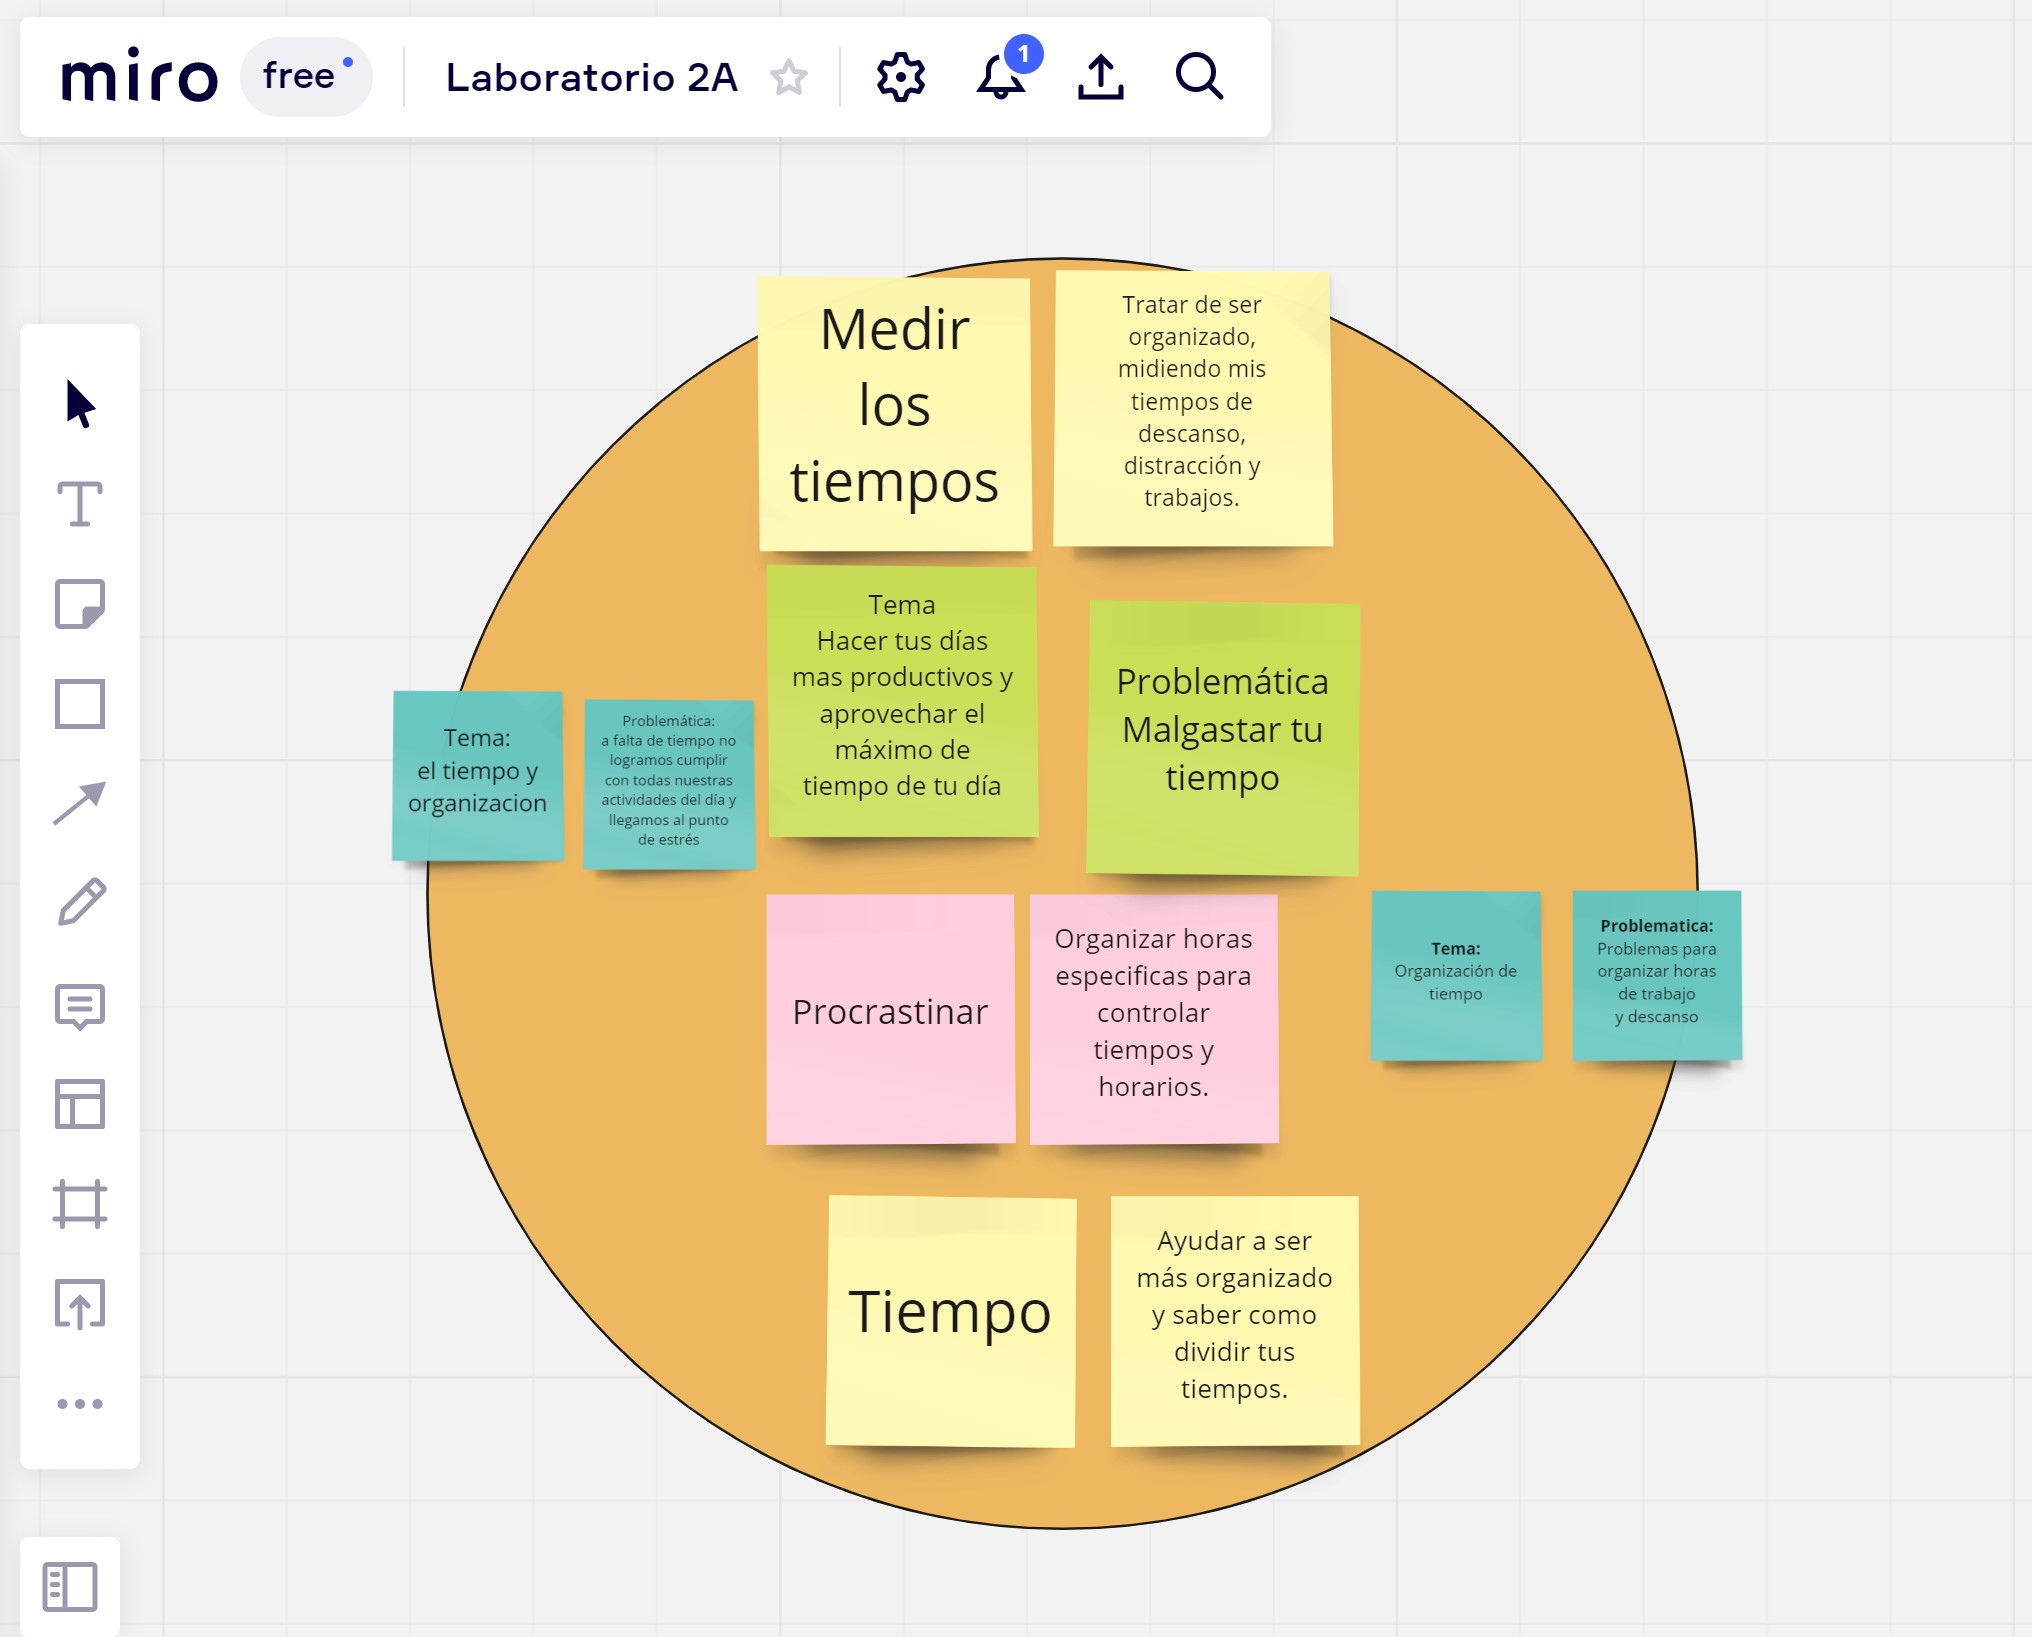 miro
free
Laboratorio 2A
1
Medir
los
tiempos
Tratar de ser
organizado,
midiendo mis
tiempos de
descanso,
distracción y
trabajos.
Tema
Hacer tus días
mas productivos y
aprovechar el
máximo de
tiempo de tu día
Problemática
Malgastar tu
tiempo
Tema:
el tiempo y
organizacion
Problemática:
a falta de tiempo no
logramos cumplir
con todas nuestras
actividades del día y
llegamos al punto
de estrés
Procrastinar
Organizar horas
especificas para
controlar
tiempos y
horarios.
Tema:
Organización de
tiempo
Problematica:
Problemas para
organizar horas
de trabajo
y descanso
Tiempo
Ayudar a ser
más organizado
y saber como
dividir tus
tiempos.